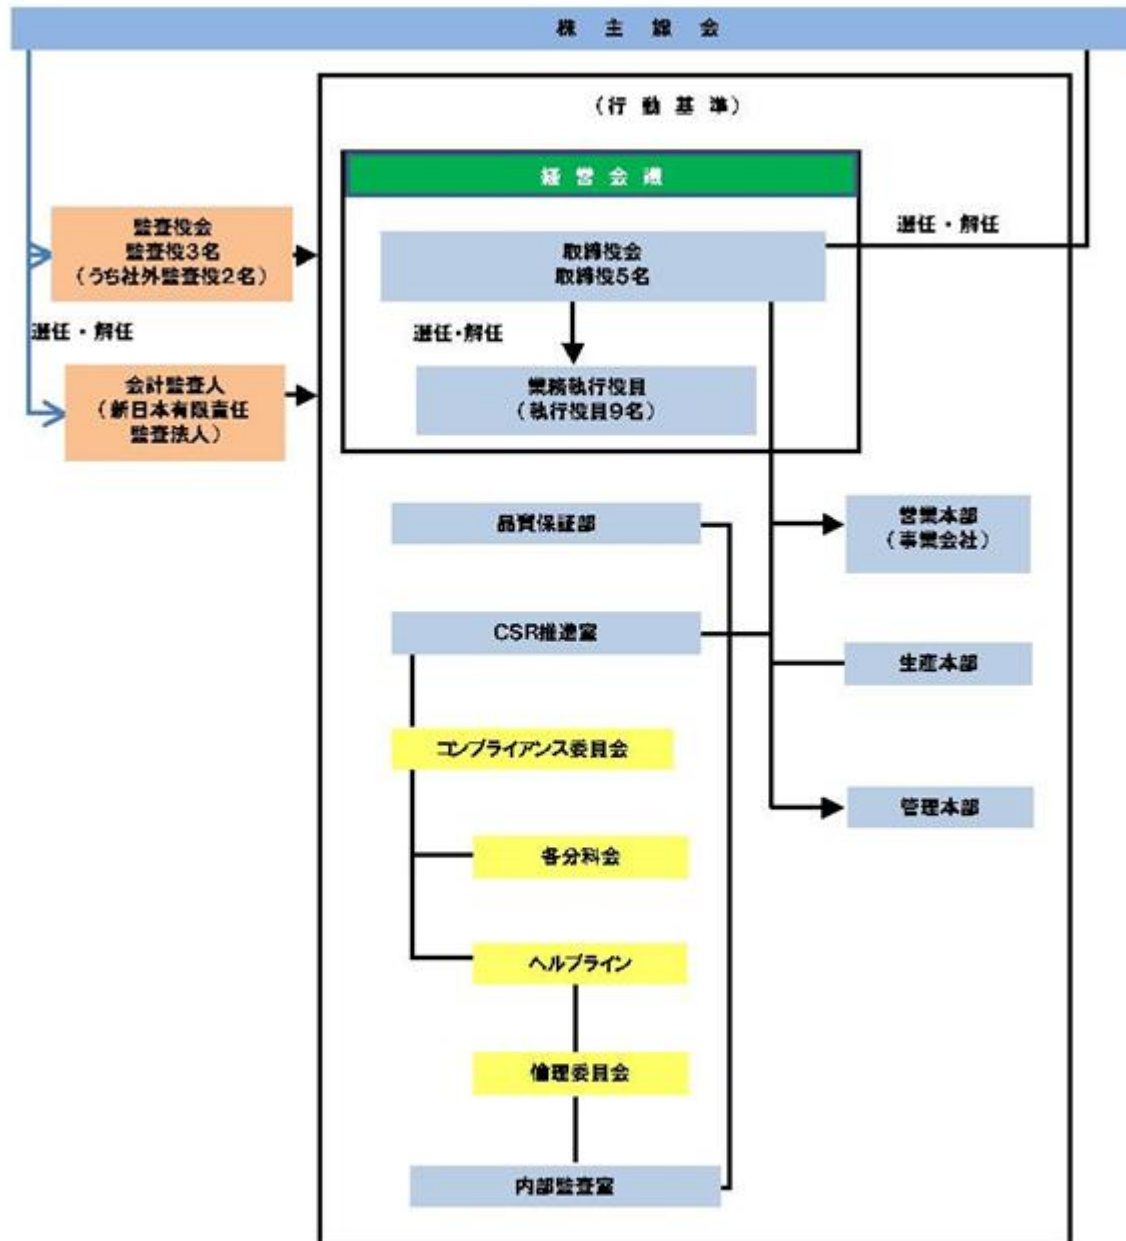 株主総会
(行動基準)
経営会議
監査役会
監査役3名
(うち社外監査役2名)
取締役会
取締役5名
選任・解任
選任・解任
選任・解任
会計監査人
(新日本有限責任
監査法人)
業務執行役員
(執行役員9名)
品質保証部
営業本部
(事業会社)
CSR推進室
生産本部
コンプライアンス委員会
管理本部
各分科会
ヘルプライン
倫理委員会
内部監査室